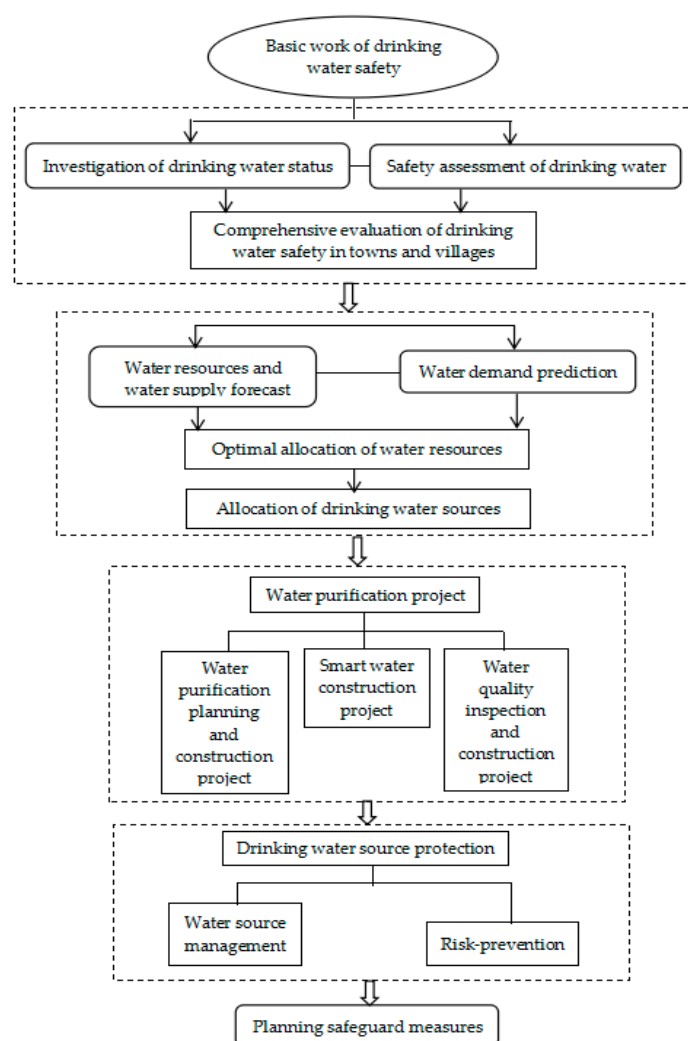 Basic work of drinking
water safety
Investigation of drinking water status
Safety assessment of drinking water
Comprehensive evaluation of drinking
water safety in towns and villages
Water resources and
water supply forecast
Water demand prediction
Optimal allocation of water resources
Allocation of drinking water sources
Water purification project
Water
purification
planning
and
construction
project
Smart water
construction
project
Water
quality
inspection
and
construction
project
Drinking water source protection
Water source
management
Risk-prevention
Planning safeguard measures